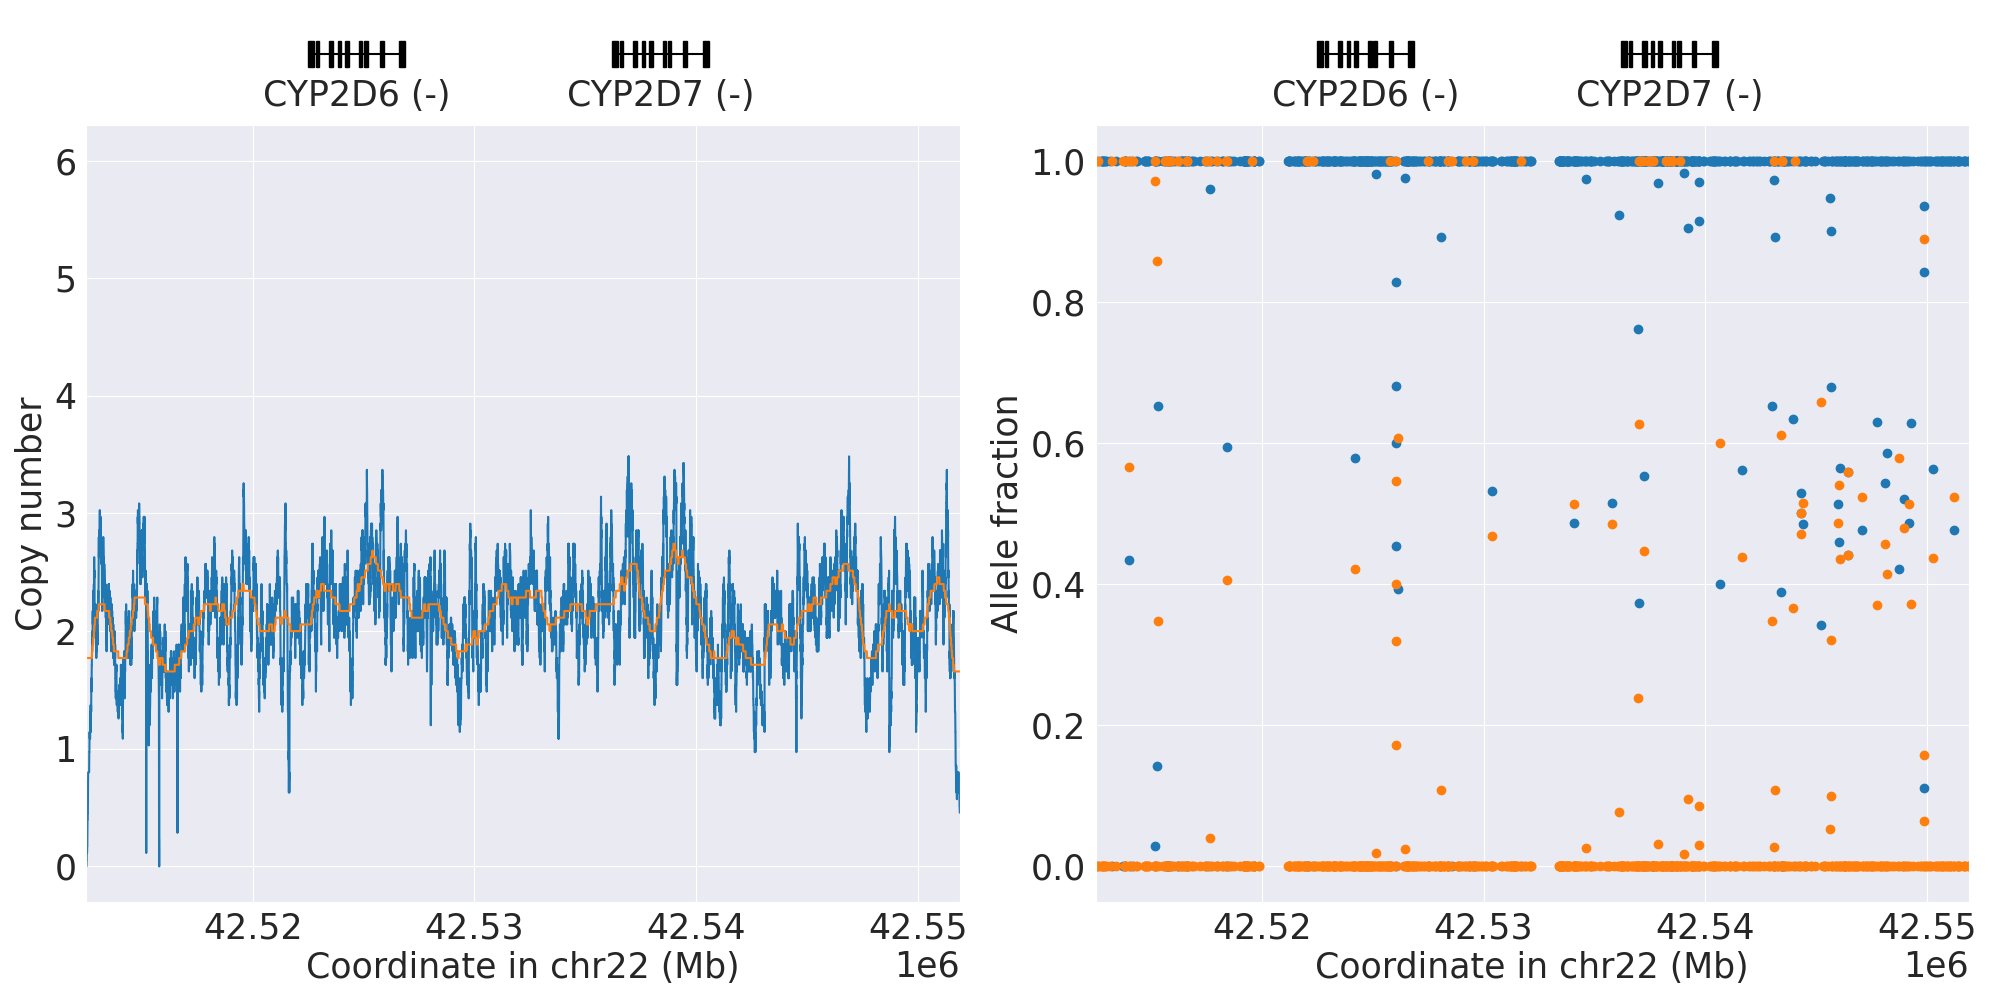 CYP2D6 (-) CYP2D7 (-)
6
5
4
3
2
1
0
Copy number
42.52 42.53 42.54 42.55
Coordinate in chr22 (Mb)
1e6
CYP2D6 (-) CYP2D7 (-)
1.0
0.8
0.6
0.4
0.2
0.0
Allele fraction
42.52 42.53 42.54 42.55
Coordinate in chr22 (Mb)
1e6